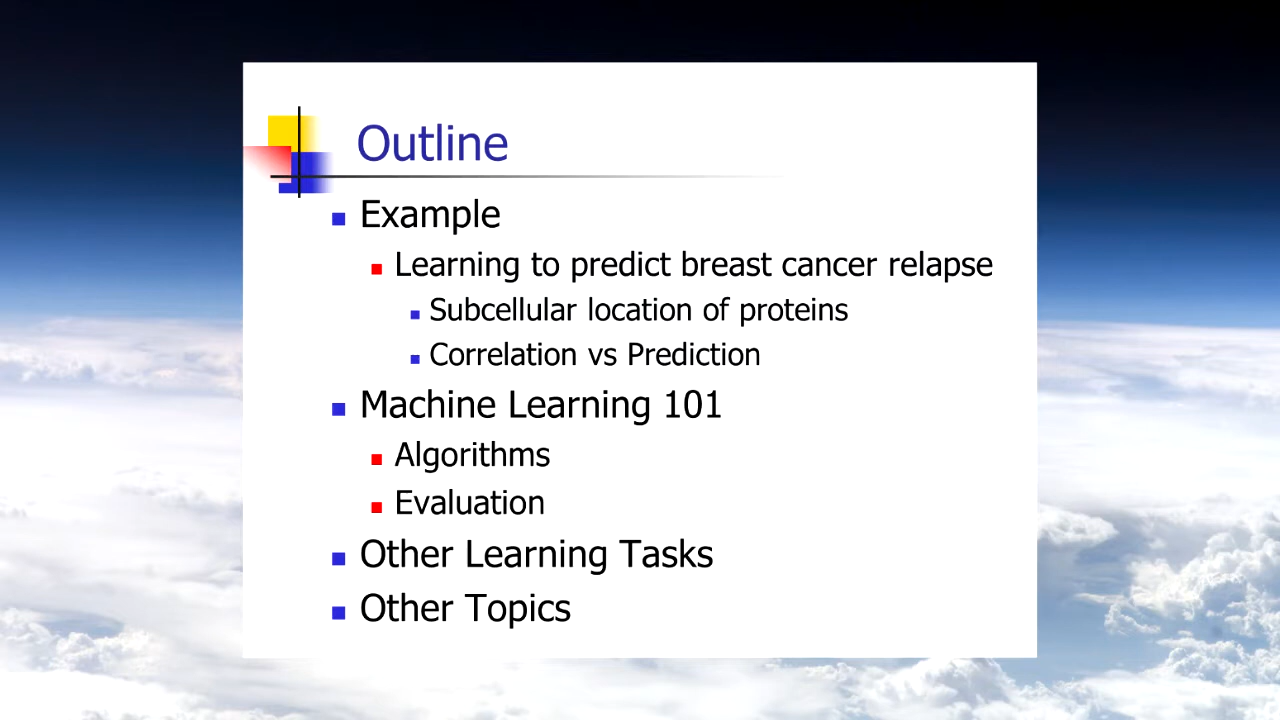 Outline
Example
Learning to predict breast cancer relapse
Subcellular location of proteins
Correlation vs Prediction
Machine Learning 101
Algorithms
Evaluation
Other Learning Tasks
Other Topics